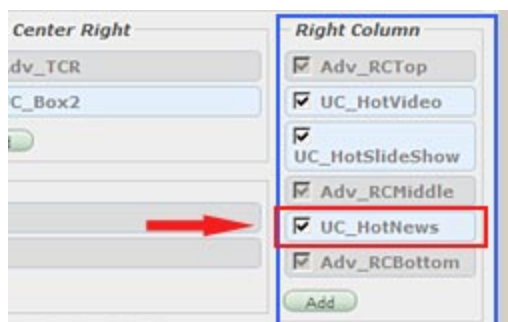 Center Right
dv_TCR
C_Box2
Right Column
Adv_RCTop
UC_HotVideo
UC_HotSlideShow
Adv_RCMiddle
UC_HotNews
Adv_RCBottom
Add